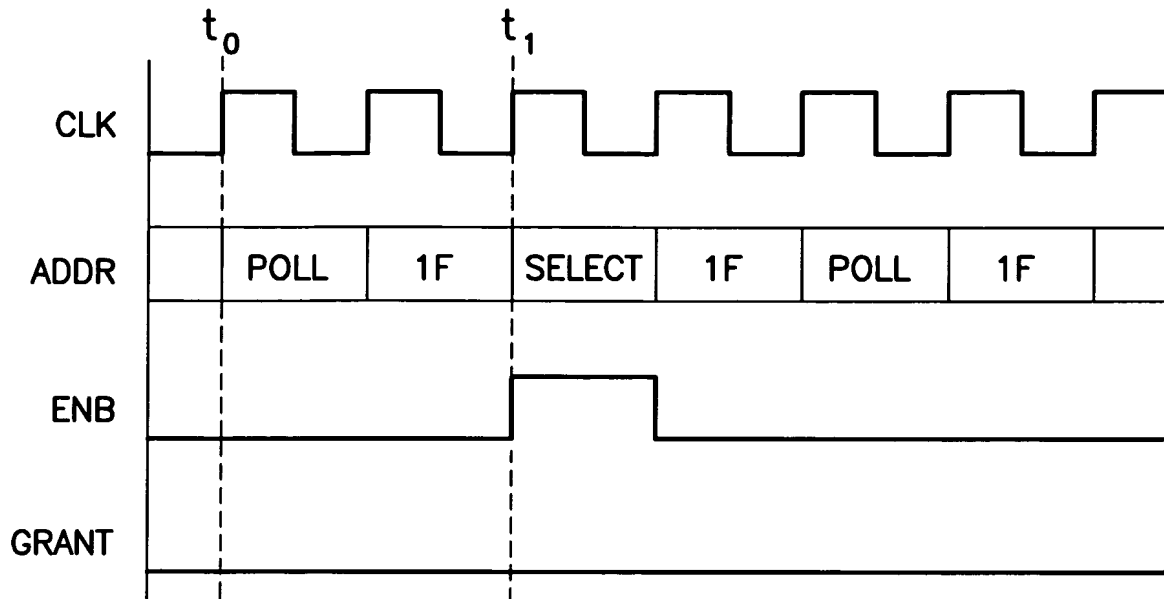 t0 t1
CLK
ADDR POLL 1F SELECT 1F POLL 1F
ENB
GRANT